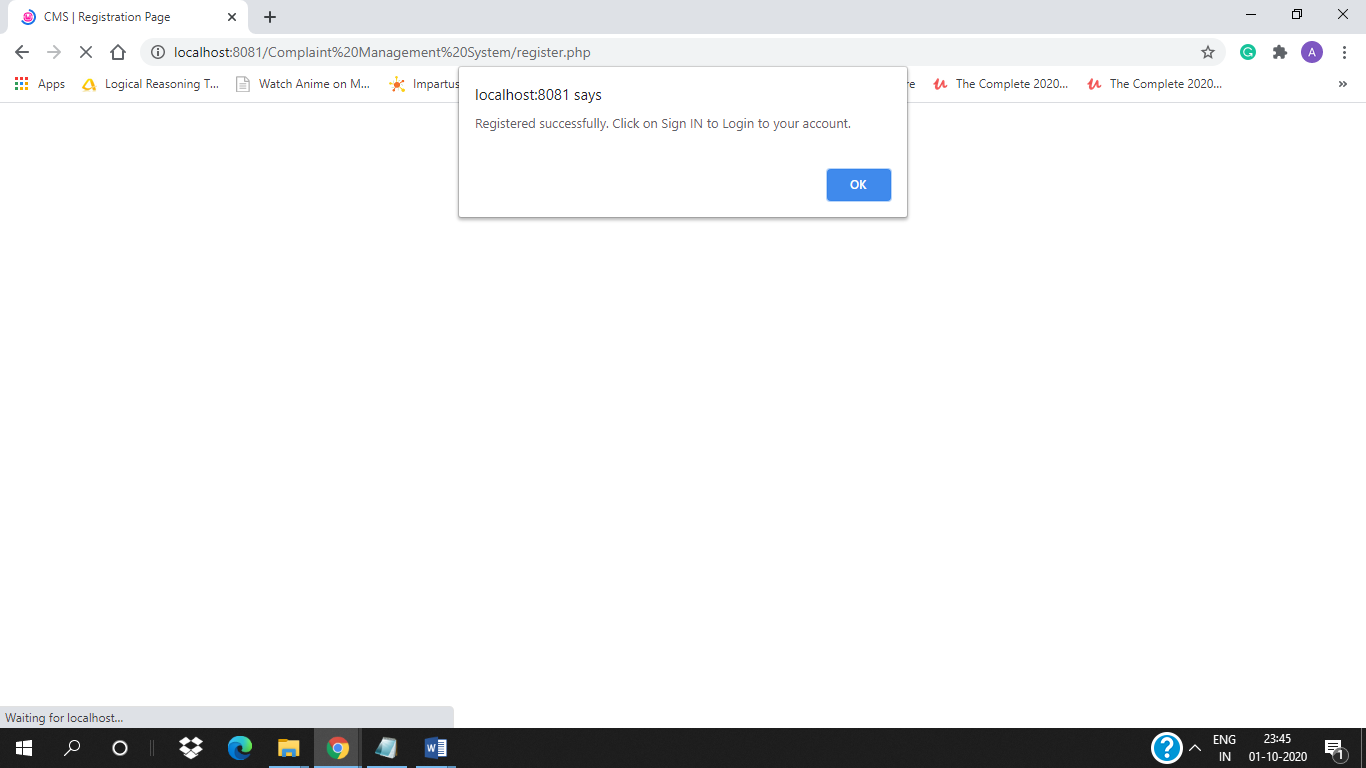 CMS | Registration Page
localhost:8081/Complaint%20Management%20System/register.php
A
Apps
Logical Reasoning T...
Watch Anime on M...
Impartus
re
The Complete 2020...
The Complete 2020...
»
localhost:8081 says
Registered successfully. Click on Sign IN to Login to your account.
OK
Waiting for localhost...
ENG
IN
23:45
01-10-2020
1